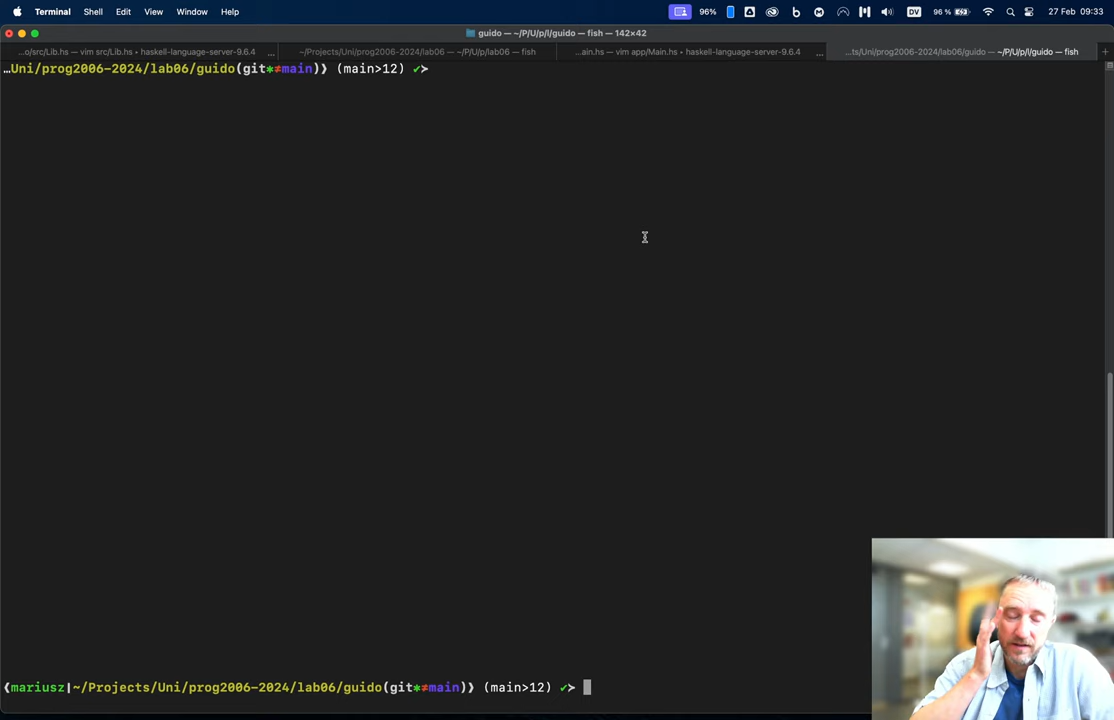 Terminal Shell Edit View Window Help 96% DV 96 % 27 Feb 09:33
guido — ~/P/U/p/l/guido — fish — 142×42
...o/src/Lib.hs — vim src/Lib.hs • haskell-language-server-9.6.4 ... ~/Projects/Uni/prog2006-2024/lab06 — ~/P/U/p/lab06 — fish ...ain.hs — vim app/Main.hs • haskell-language-server-9.6.4 ... ...ts/Uni/prog2006-2024/lab06/guido — ~/P/U/p/l/guido — fish +
…Uni/prog2006-2024/lab06/guido(git*≠main)⟩ (main>12) ✔➤
⟨mariusz|~/Projects/Uni/prog2006-2024/lab06/guido(git*≠main)⟩ (main>12) ✔➤